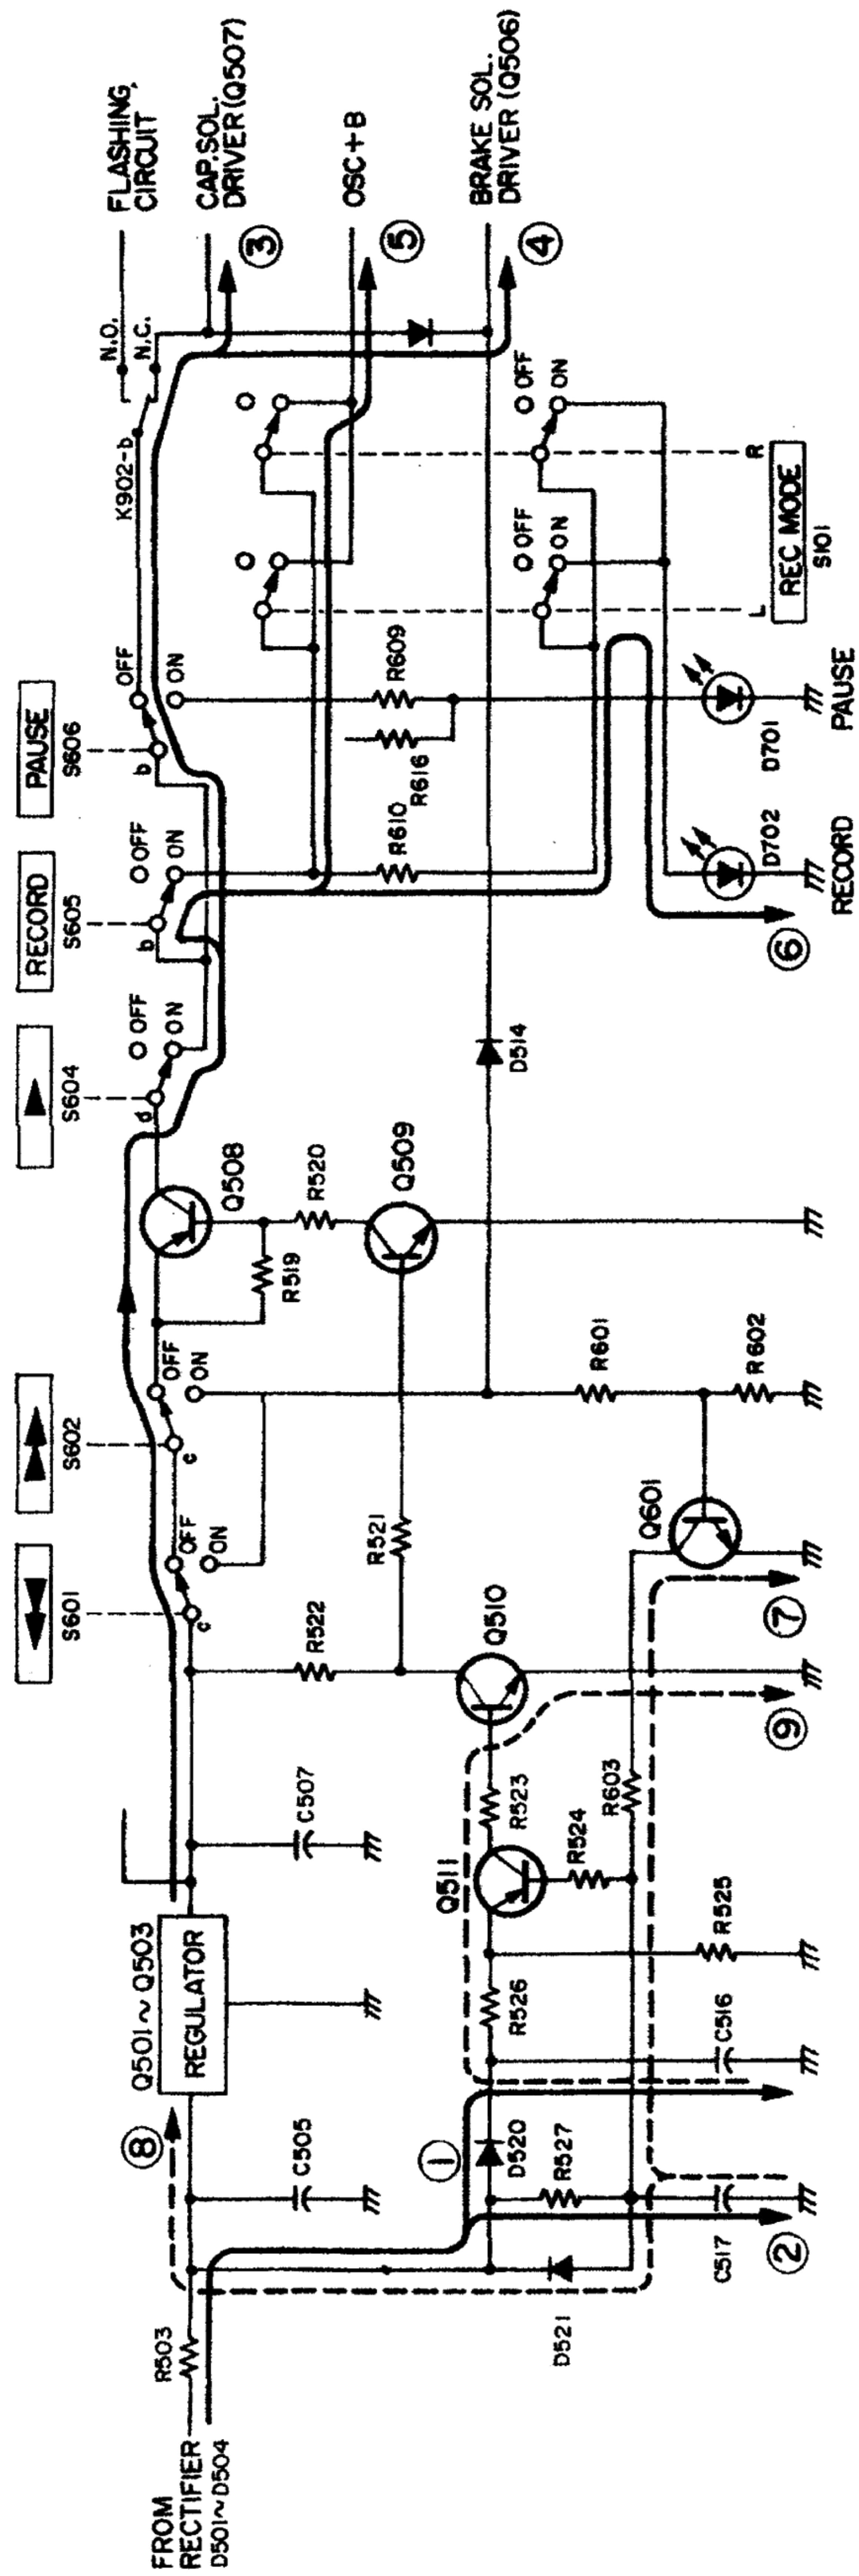 FROM
RECTIFIER
D501~D504
R503
⑧
Q501~Q503
REGULATOR
C505
C507
D521
①
D520
R527
C517
②
C516
R526
R525
Q511
R523
R524
R603
⑨
Q510
R522
R521
S601
c
OFF
ON
S602
c
OFF
ON
⑦
Q601
R601
R602
R519
Q508
R520
Q509
D514
S604
d
OFF
ON
RECORD
S605
b
OFF
ON
PAUSE
S606
b
OFF
ON
R610
R616
R609
⑥
D702
RECORD
D701
PAUSE
K902-b
N.O.
N.C.
FLASHING
CIRCUIT
CAP.SOL.
DRIVER(Q507)
③
OSC+B
⑤
BRAKE SOL.
DRIVER (Q506)
④
OFF
ON
OFF
ON
L
R
REC MODE
S101